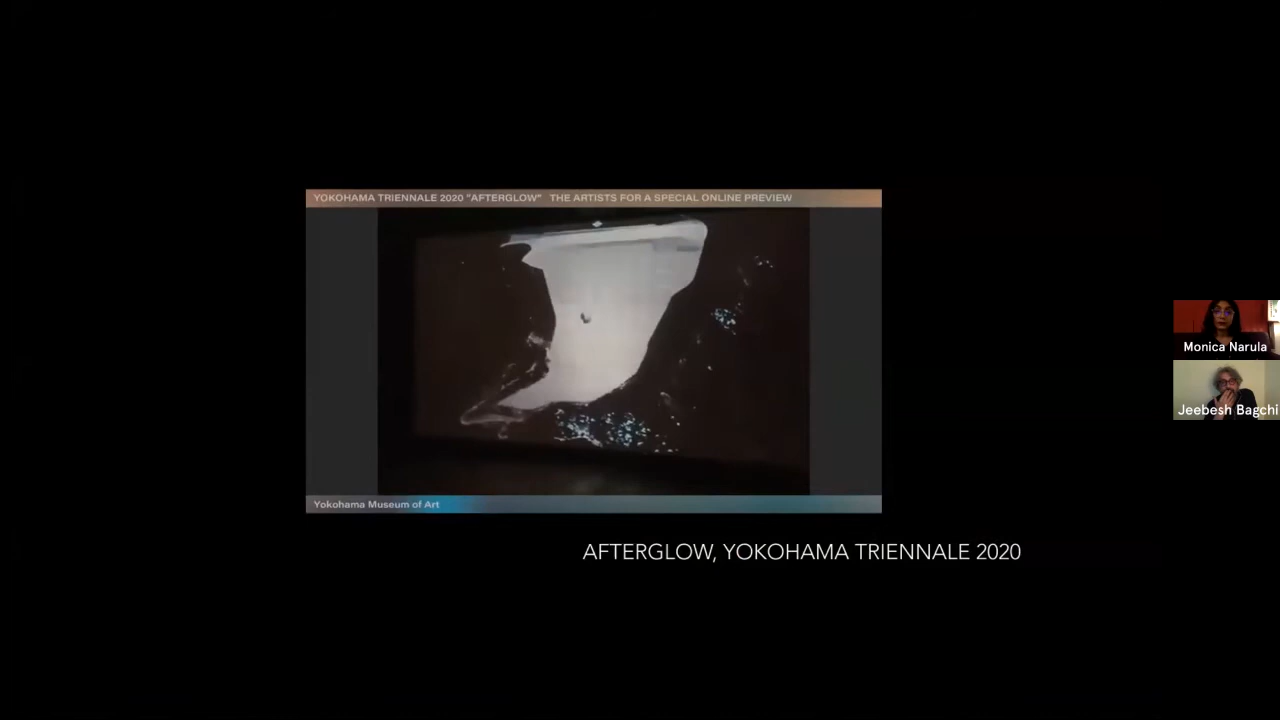 YOKOHAMA TRIENNALE 2020 "AFTERGLOW" THE ARTISTS FOR A SPECIAL ONLINE PREVIEW
Monica Narula
Jeebesh Bagchi
Yokohama Museum of Art
AFTERGLOW, YOKOHAMA TRIENNALE 2020